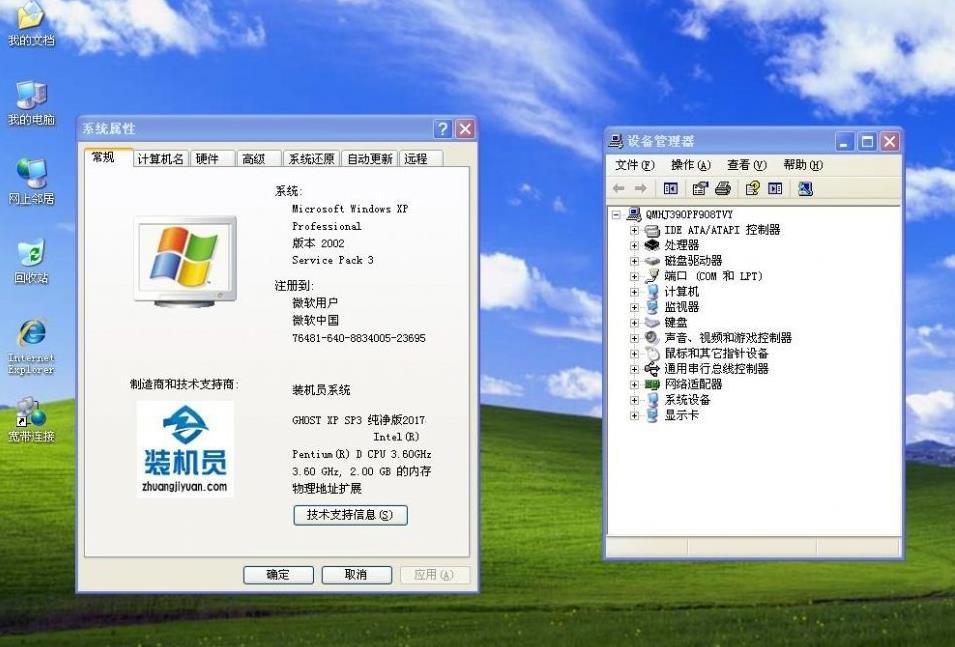 我的文档
我的电脑
网上邻居
回收站
Internet
Explorer
宽带连接
系统属性
常规
计算机名
硬件
高级
系统还原
自动更新
远程
系统:
Microsoft Windows XP
Professional
版本 2002
Service Pack 3
注册到:
微软用户
微软中国
76481-640-8834005-23695
制造商和技术支持商:
装机员
zhuangjiyuan.com
装机员系统
GHOST XP SP3 纯净版2017
Intel(R)
Pentium(R) D CPU 3.60GHz
3.60 GHz, 2.00 GB 的内存
物理地址扩展
技术支持信息(S)
确定
取消
应用(A)
设备管理器
文件(F)
操作(A)
查看(V)
帮助(H)
QMHJ390PF908TVY
IDE ATA/ATAPI 控制器
处理器
磁盘驱动器
端口 (COM 和 LPT)
计算机
监视器
键盘
声音、视频和游戏控制器
鼠标和其它指针设备
通用串行总线控制器
网络适配器
系统设备
显示卡